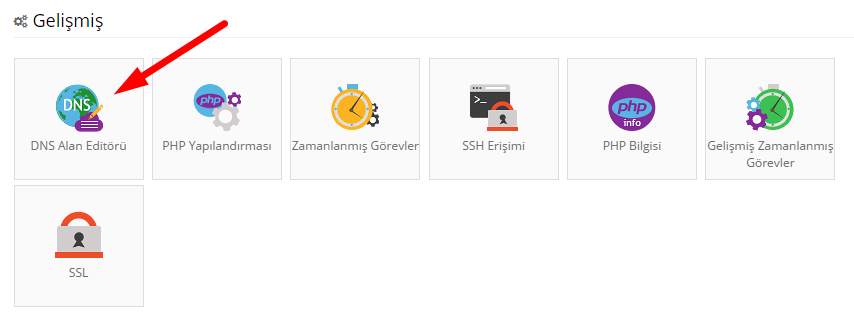 Gelişmiş
DNS
php
>_
php
info
DNS Alan Editörü
PHP Yapılandırması
Zamanlanmış Görevler
SSH Erişimi
PHP Bilgisi
Gelişmiş Zamanlanmış
Görevler
SSL